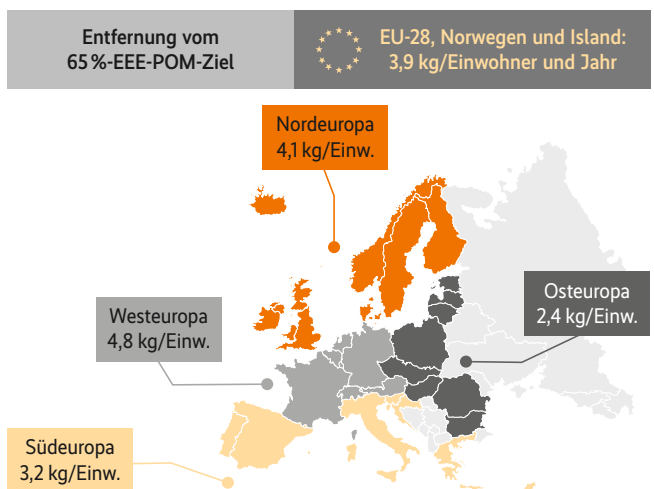 Entfernung vom
65 %-EEE-POM-Ziel
EU-28, Norwegen und Island:
3,9 kg/Einwohner und Jahr
Nordeuropa
4,1 kg/Einw.
Osteuropa
2,4 kg/Einw.
Westeuropa
4,8 kg/Einw.
Südeuropa
3,2 kg/Einw.